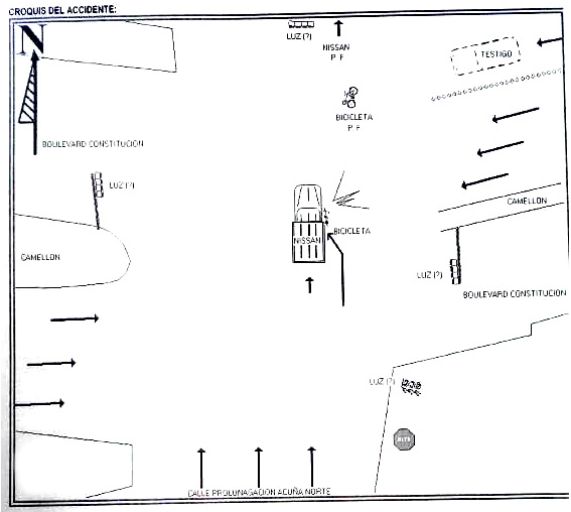 CROQUIS DEL ACCIDENTE:
N
LUZ (?)
NISSAN
P F
TESTIGO
BICICLETA
P F
BOULEVARD CONSTITUCION
LUZ (?)
CAMELLON
NISSAN
BICICLETA
CAMELLON
LUZ (?)
BOULEVARD CONSTITUCION
LUZ (?)
ALTO
CALLE PROLUNAGACION ACUÑA NORTE